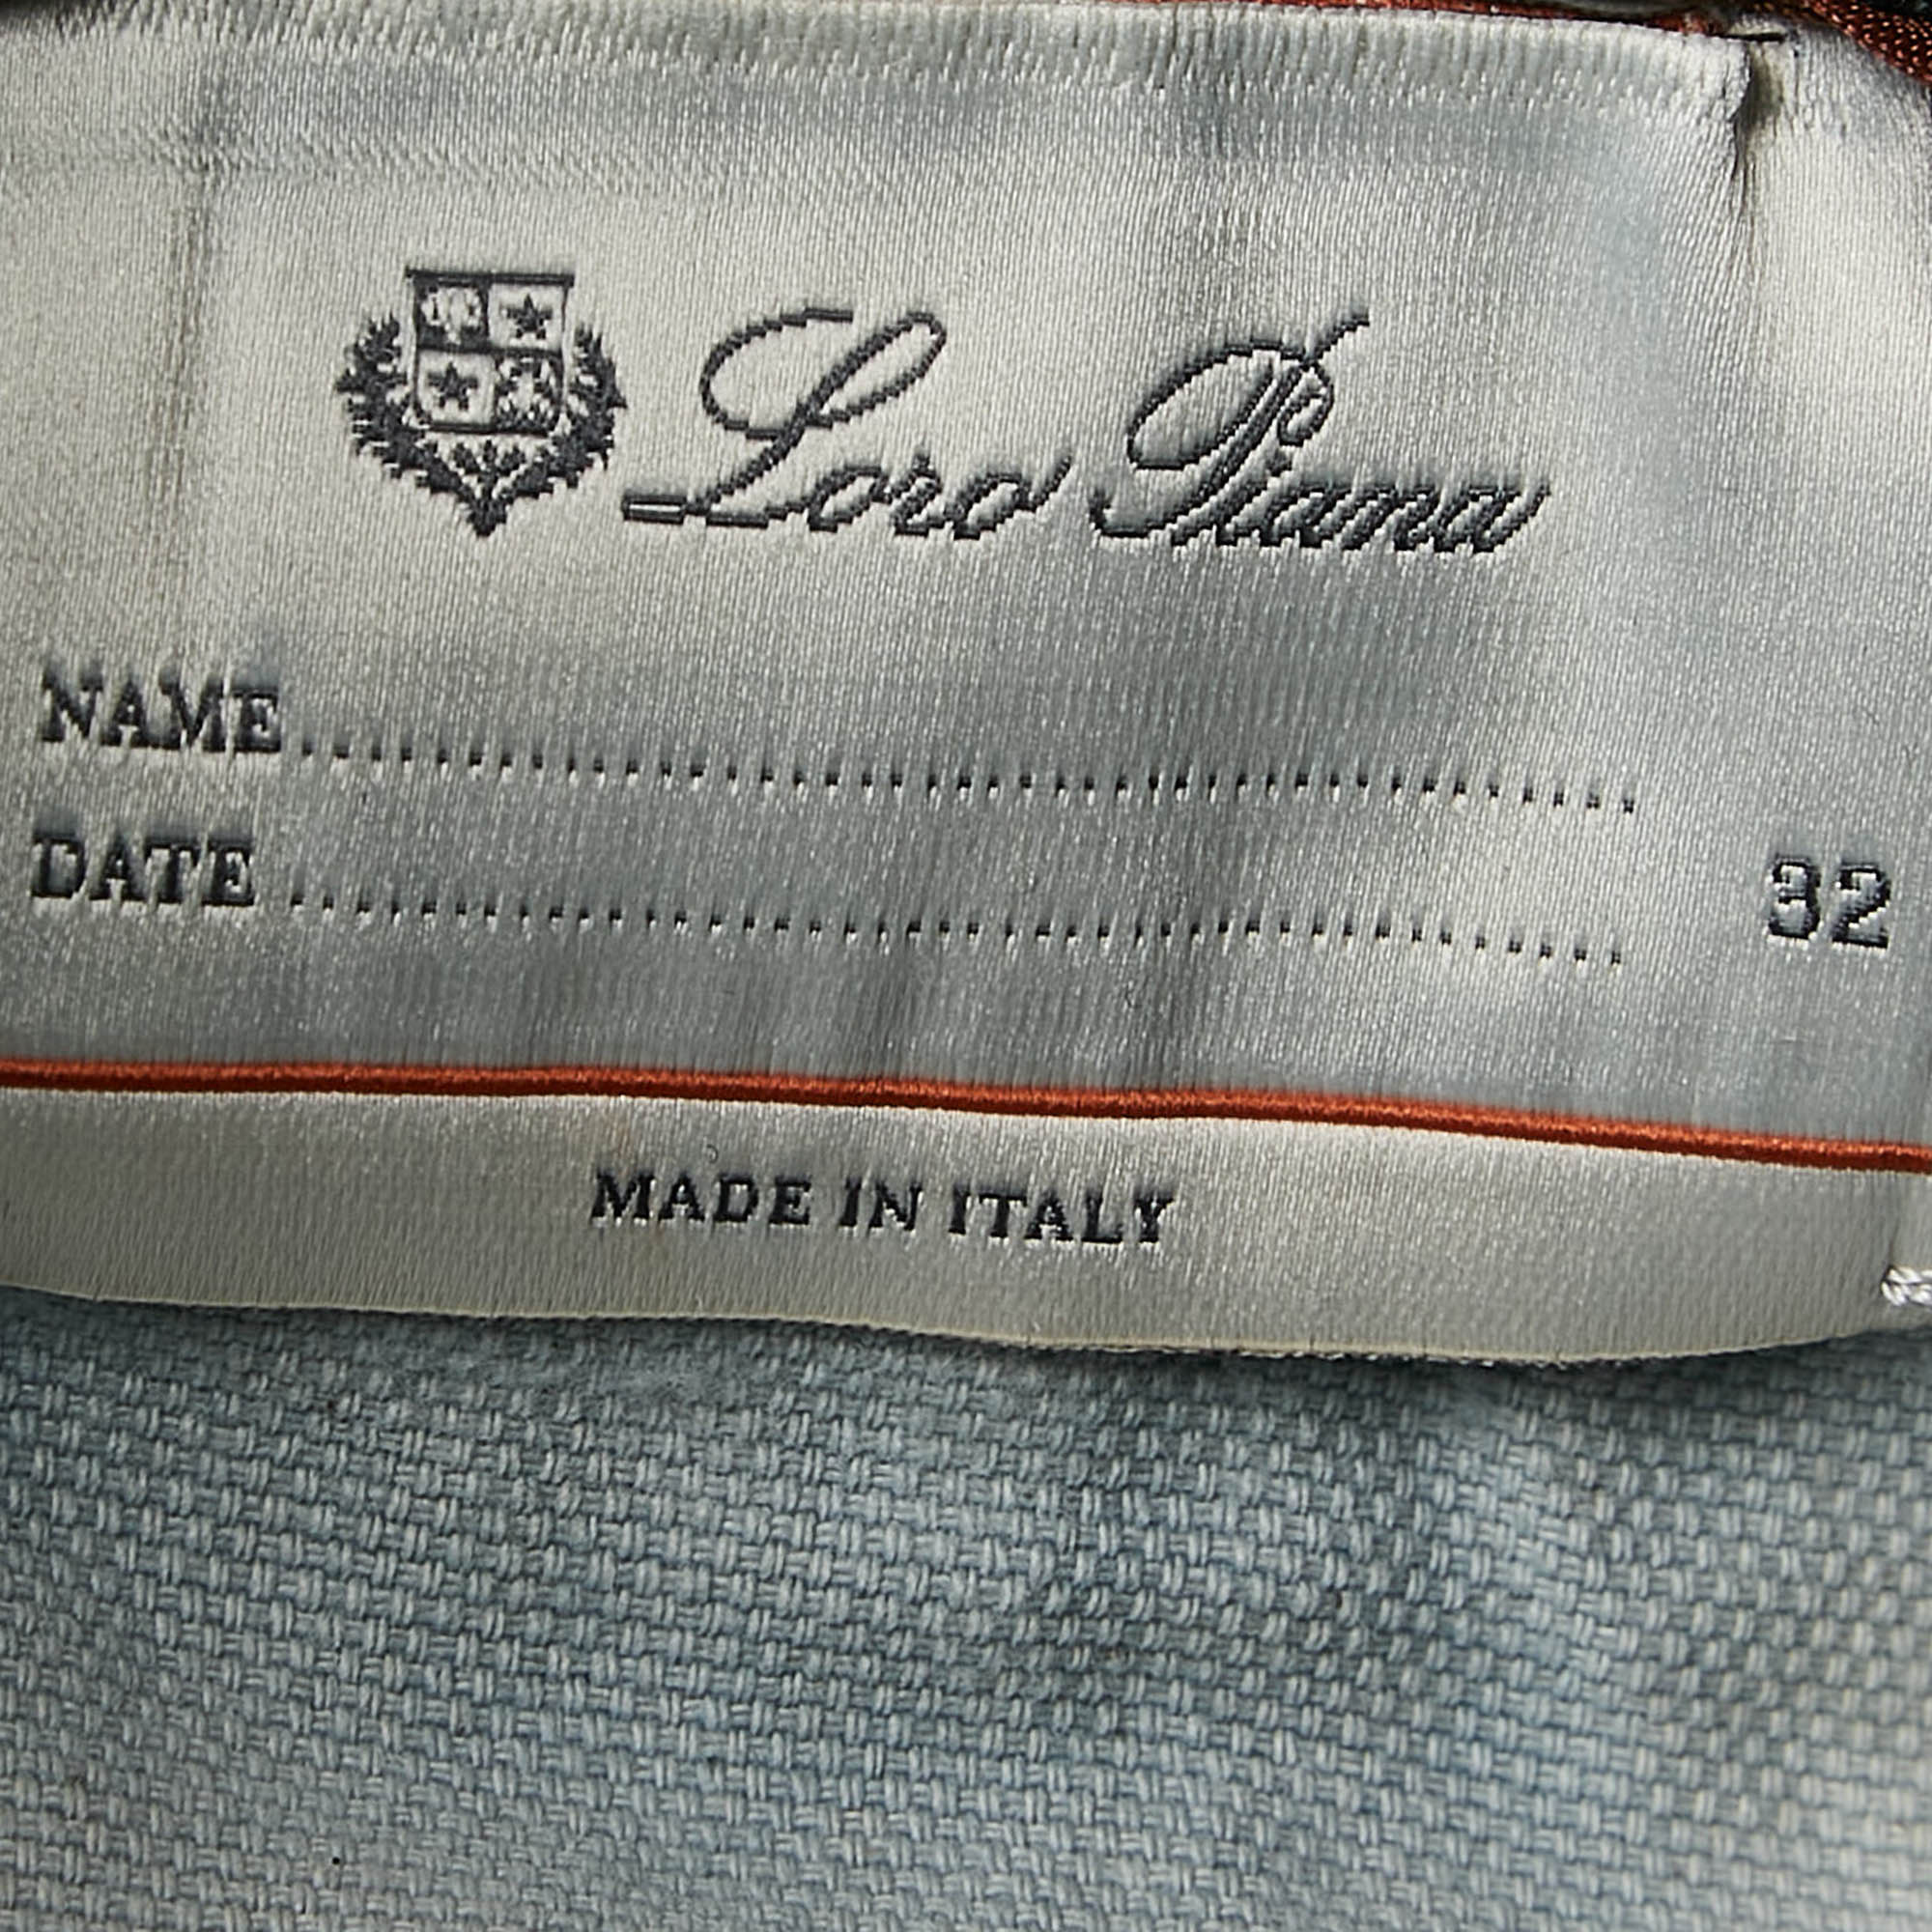 Loro Piana
NAME..........................................
DATE..........................................
32
MADE IN ITALY